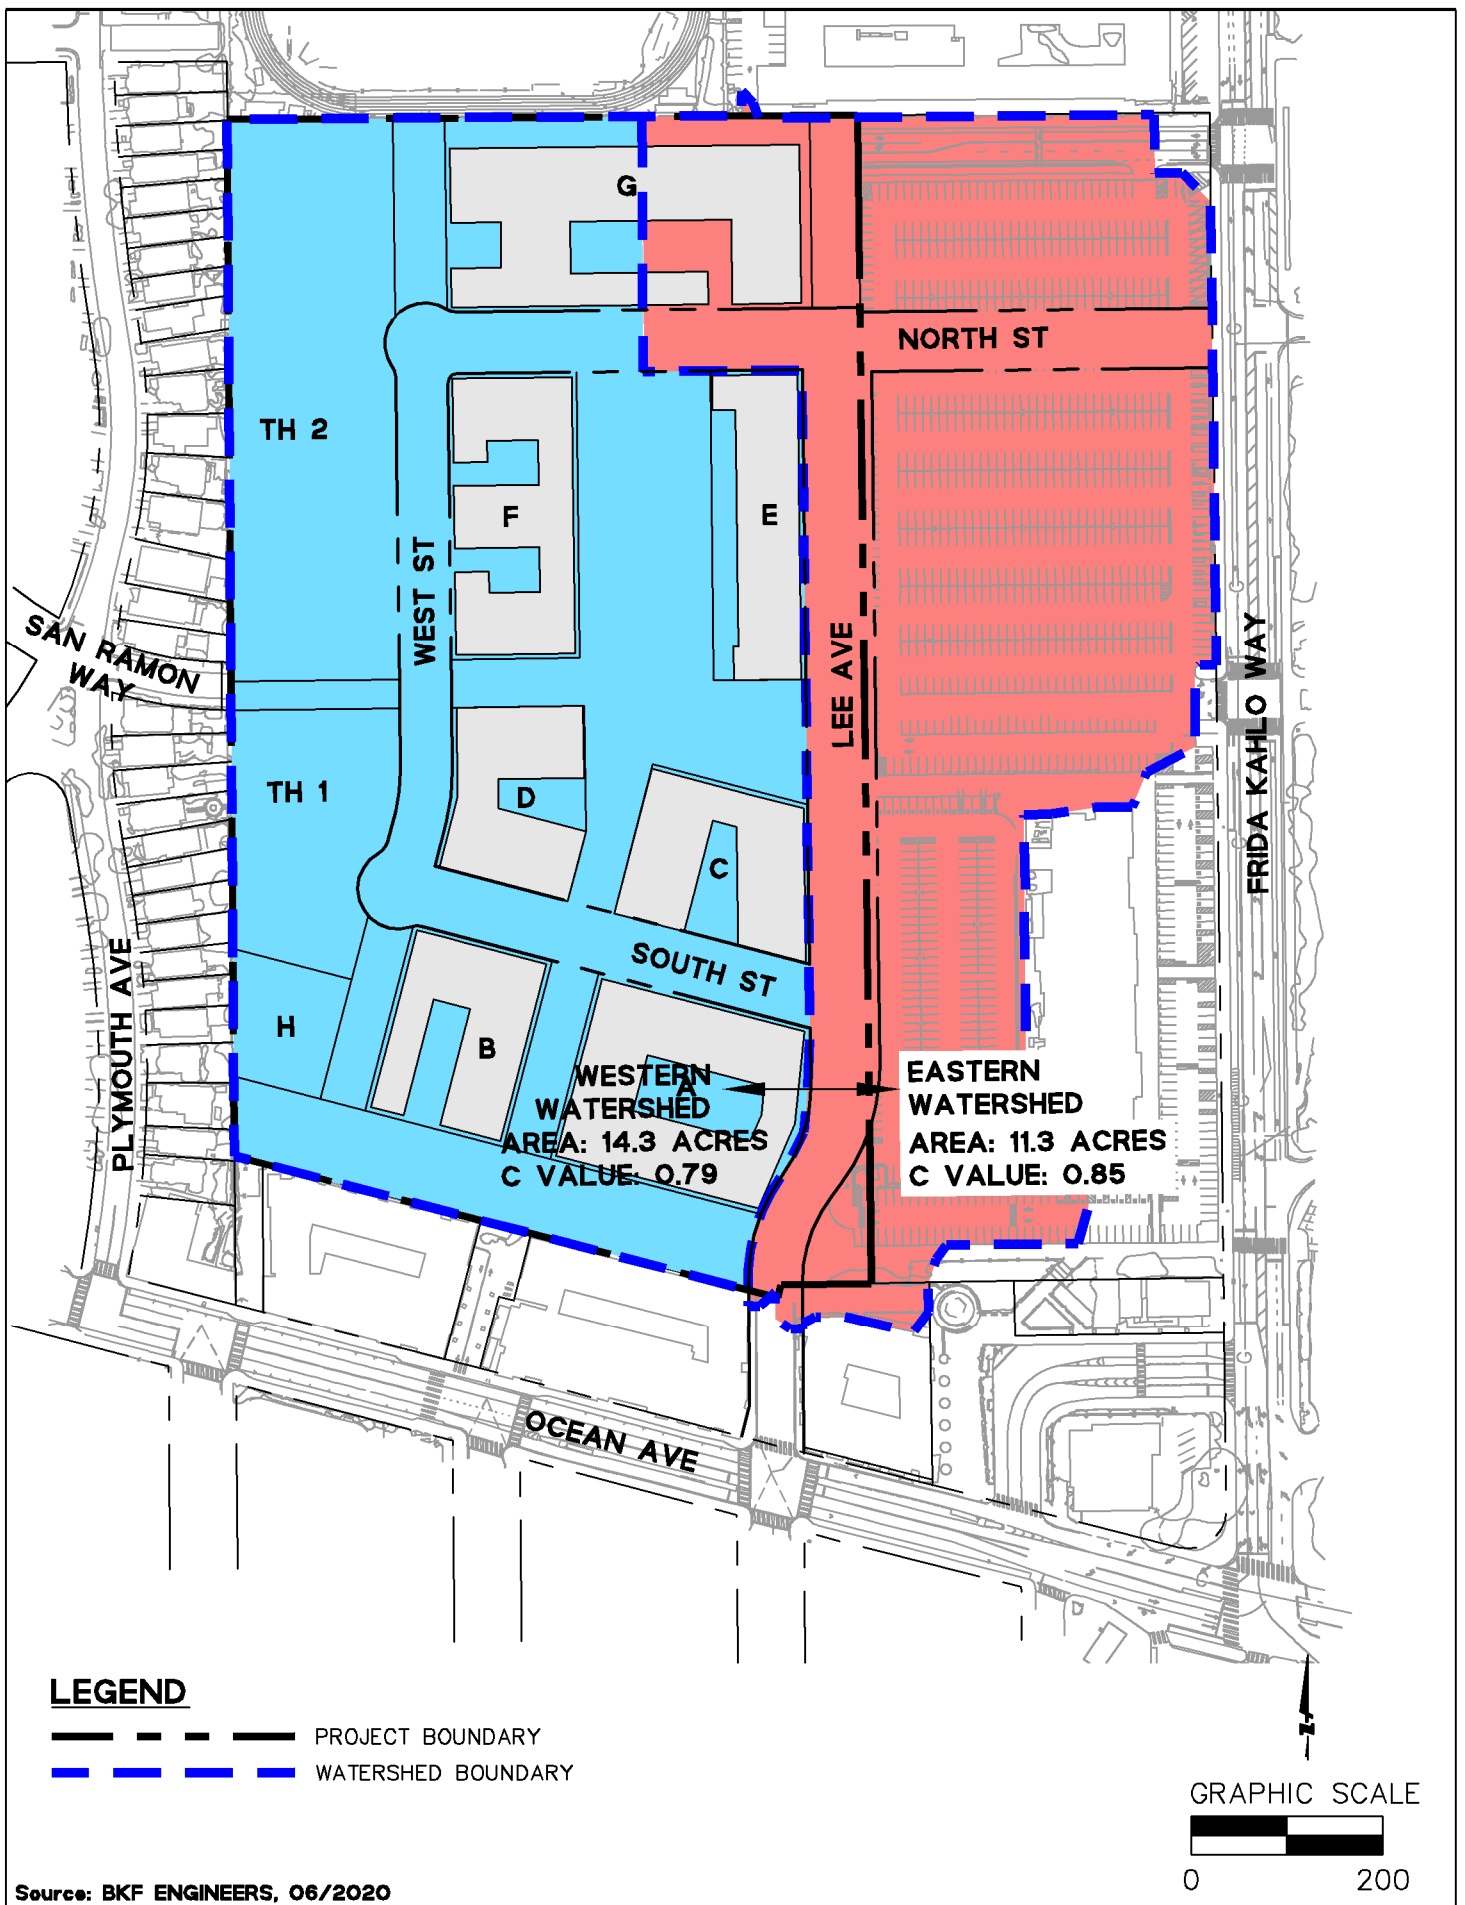 G
NORTH ST
TH 2
F
E
WEST ST
SAN RAMON
WAY
LEE AVE
FRIDA KAHLO WAY
TH 1
D
C
SOUTH ST
PLYMOUTH AVE
H
B
A
WESTERN
WATERSHED
AREA: 14.3 ACRES
C VALUE: 0.79
EASTERN
WATERSHED
AREA: 11.3 ACRES
C VALUE: 0.85
OCEAN AVE
LEGEND
PROJECT BOUNDARY
WATERSHED BOUNDARY
GRAPHIC SCALE
0 200
Source: BKF ENGINEERS, 06/2020